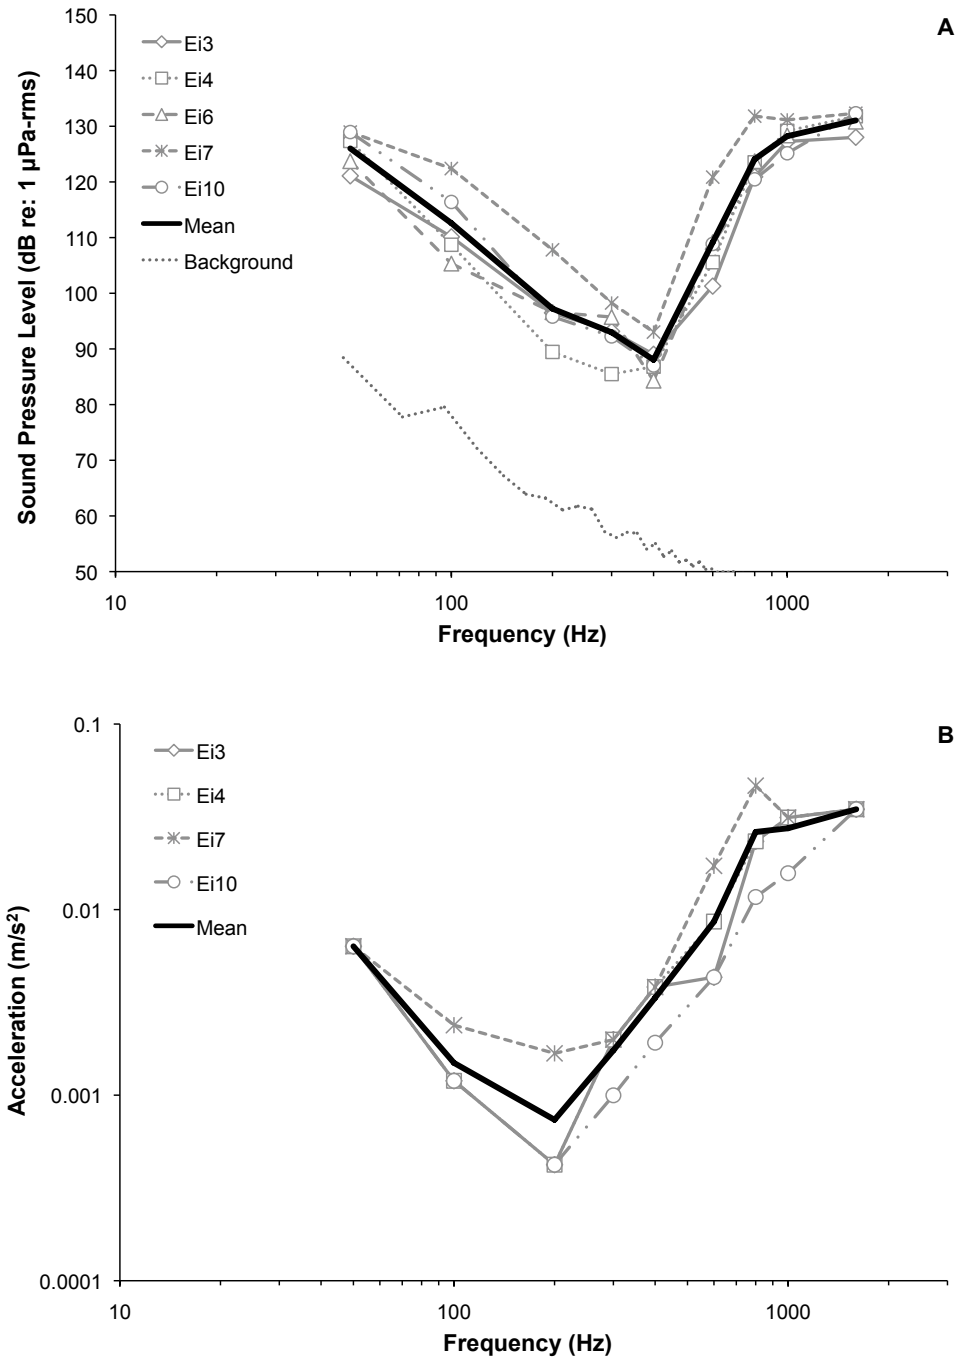 A
150
140
130
120
110
100
90
80
70
60
50
Sound Pressure Level (dB re: 1 µPa-rms)
Ei3
Ei4
Ei6
Ei7
Ei10
Mean
Background
10
100
1000
Frequency (Hz)
B
0.1
0.01
0.001
0.0001
Acceleration (m/s²)
Ei3
Ei4
Ei7
Ei10
Mean
10
100
1000
Frequency (Hz)